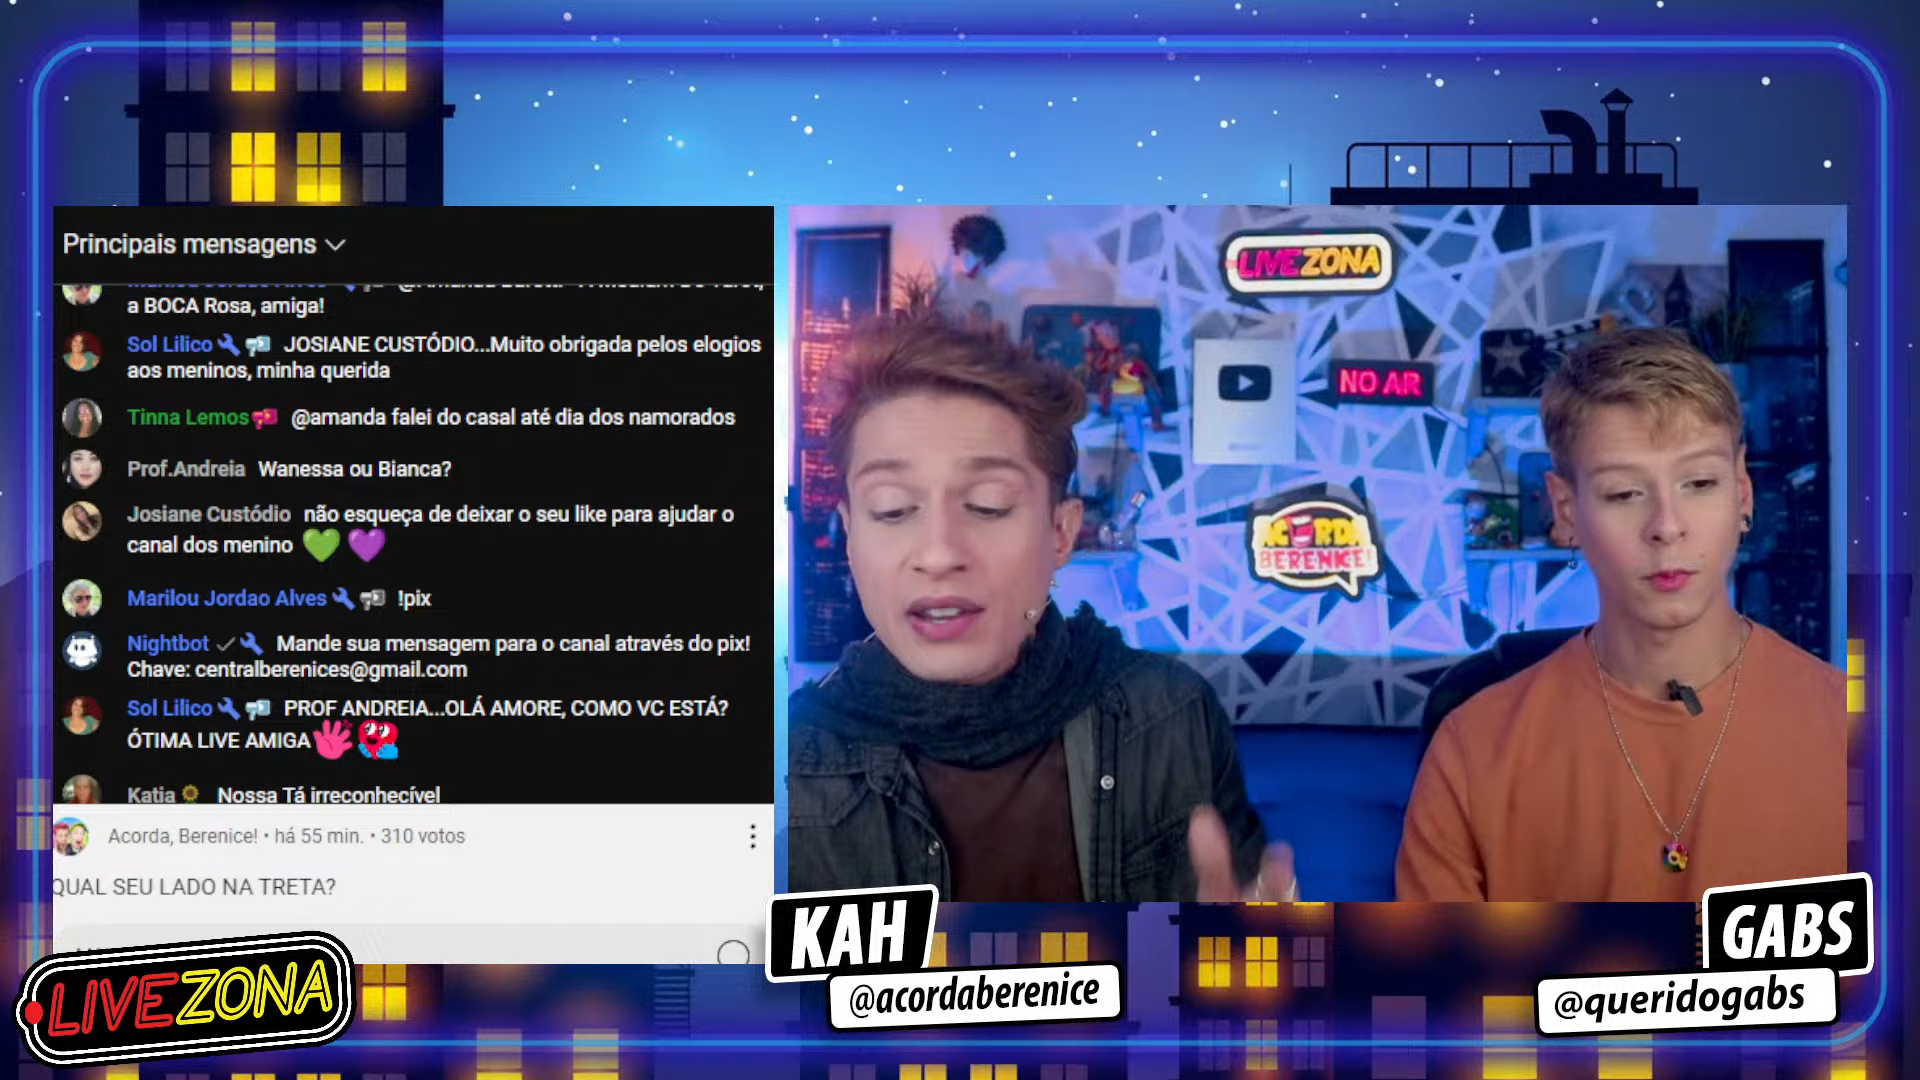 Principais mensagens
a BOCA Rosa, amiga!
Sol Lilico JOSIANE CUSTÓDIO...Muito obrigada pelos elogios
aos meninos, minha querida
Tinna Lemos @amanda falei do casal até dia dos namorados
Prof.Andreia Wanessa ou Bianca?
Josiane Custódio não esqueça de deixar o seu like para ajudar o
canal dos menino
Marilou Jordao Alves !pix
Nightbot Mande sua mensagem para o canal através do pix!
Chave: centralberenices@gmail.com
Sol Lilico PROF ANDREIA...OLÁ AMORE, COMO VC ESTÁ?
ÓTIMA LIVE AMIGA
Katia Nossa Tá irreconhecível
Acorda, Berenice! • há 55 min. • 310 votos
QUAL SEU LADO NA TRETA?
LIVEZONA
LIVEZONA
NO AR
ACORDA
BERENICE!
KAH
@acordaberenice
GABS
@queridogabs